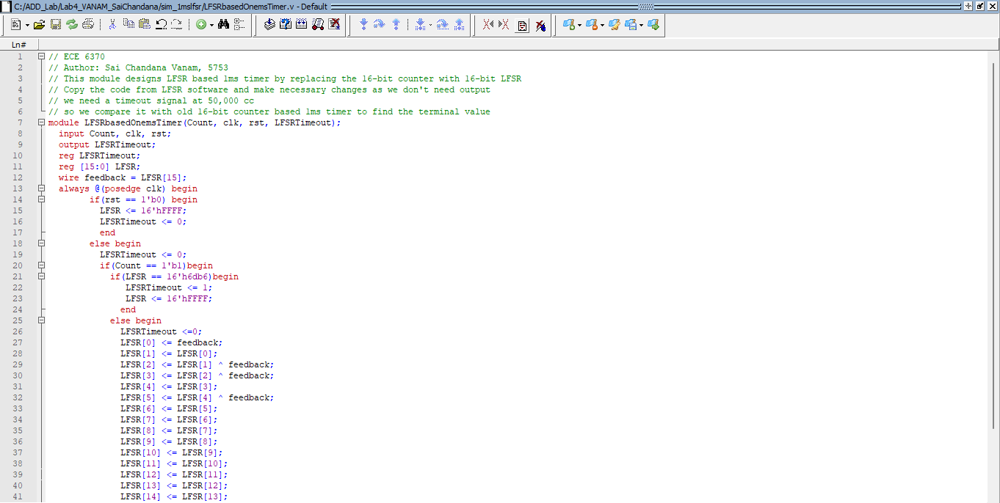 C:/ADD_Lab/Lab4_VANAM_SaiChandana/sim_1mslfsr/LFSRbasedOnemsTimer.v - Default
Ln#
1 // ECE 6370
2 // Author: Sai Chandana Vanam, 5753
3 // This module designs LFSR based 1ms timer by replacing the 16-bit counter with 16-bit LFSR
4 // Copy the code from LFSR software and make necessary changes as we don't need output
5 // we need a timeout signal at 50,000 cc
6 // so we compare it with old 16-bit counter based 1ms timer to find the terminal value
7 module LFSRbasedOnemsTimer(Count, clk, rst, LFSRTimeout);
8 input Count, clk, rst;
9 output LFSRTimeout;
10 reg LFSRTimeout;
11 reg [15:0] LFSR;
12 wire feedback = LFSR[15];
13 always @(posedge clk) begin
14 if(rst == 1'b0) begin
15 LFSR <= 16'hFFFF;
16 LFSRTimeout <= 0;
17 end
18 else begin
19 LFSRTimeout <= 0;
20 if(Count == 1'b1)begin
21 if(LFSR == 16'h6db6)begin
22 LFSRTimeout <= 1;
23 LFSR <= 16'hFFFF;
24 end
25 else begin
26 LFSRTimeout <=0;
27 LFSR[0] <= feedback;
28 LFSR[1] <= LFSR[0];
29 LFSR[2] <= LFSR[1] ^ feedback;
30 LFSR[3] <= LFSR[2] ^ feedback;
31 LFSR[4] <= LFSR[3];
32 LFSR[5] <= LFSR[4] ^ feedback;
33 LFSR[6] <= LFSR[5];
34 LFSR[7] <= LFSR[6];
35 LFSR[8] <= LFSR[7];
36 LFSR[9] <= LFSR[8];
37 LFSR[10] <= LFSR[9];
38 LFSR[11] <= LFSR[10];
39 LFSR[12] <= LFSR[11];
40 LFSR[13] <= LFSR[12];
41 LFSR[14] <= LFSR[13];